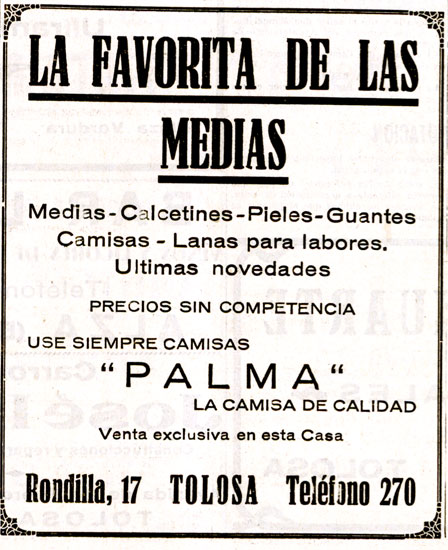 LA FAVORITA DE LAS
MEDIAS
Medias-Calcetines-Pieles-Guantes
Camisas - Lanas para labores.
Ultimas novedades
PRECIOS SIN COMPETENCIA
USE SIEMPRE CAMISAS
“PALMA“
LA CAMISA DE CALIDAD
Venta exclusiva en esta Casa
Rondilla, 17 TOLOSA Teléfono 270